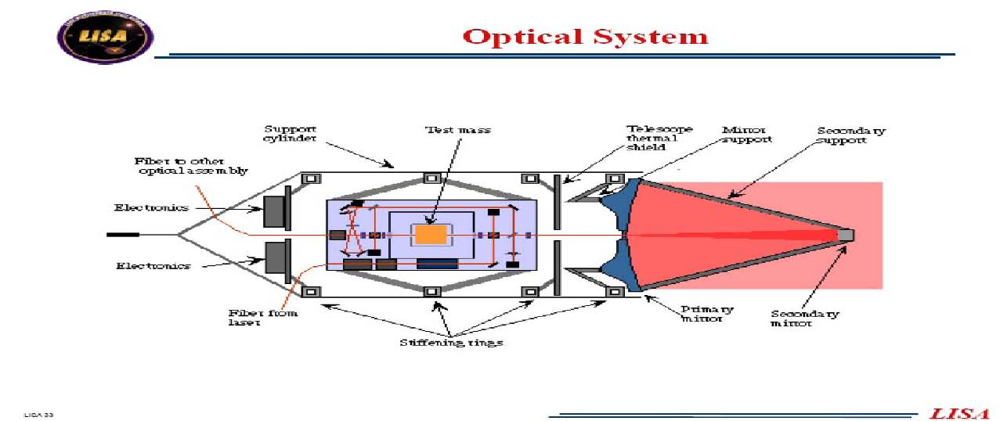 LISA
Optical System
Support
cylinder
Test mass
Telescope
thermal
shield
Mirror
support
Secondary
support
Fiber to other
optical assembly
Electronics
Electronics
Fiber from
laser
Stiffening rings
Primary
mirror
Secondary
mirror
LISA 33
LISA